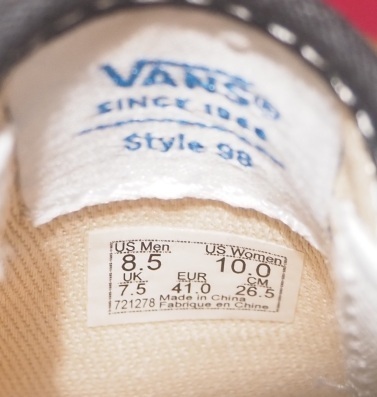 VANS®
SINCE 1966
Style 98
US Men US Women
8.5 10.0
UK EUR CM
7.5 41.0 26.5
721278 Made in China
Fabrique en Chine